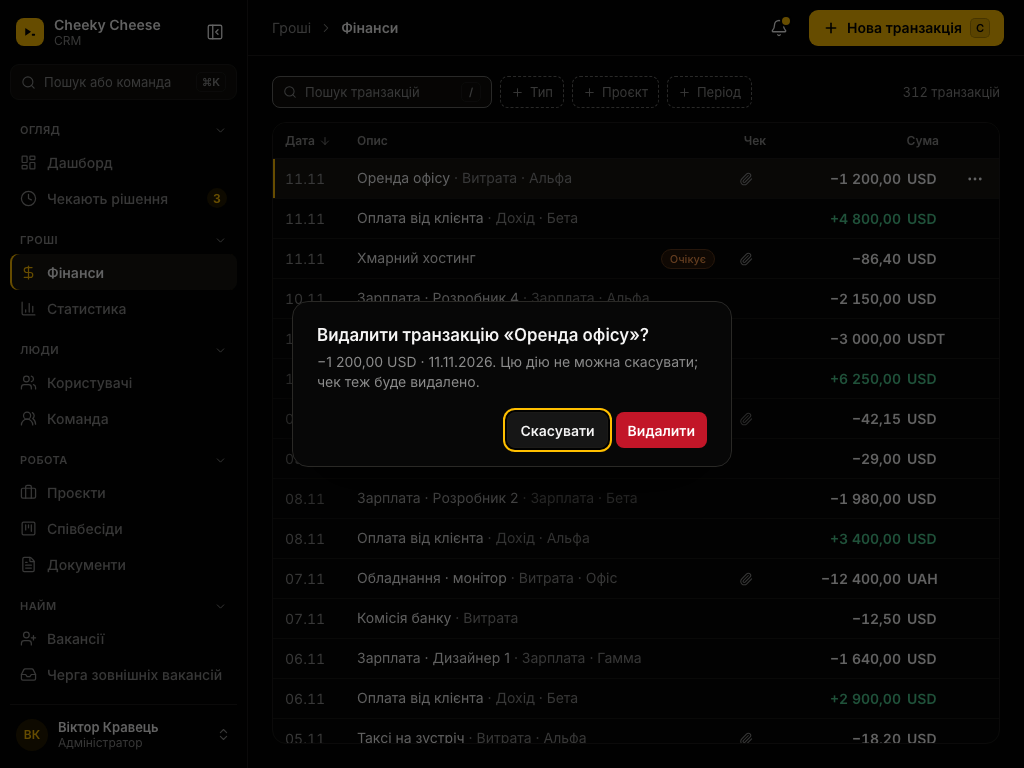 Cheeky Cheese
CRM
Пошук або команда ⌘K
ОГЛЯД
Дашборд
Чекають рішення 3
ГРОШІ
Фінанси
Статистика
ЛЮДИ
Користувачі
Команда
РОБОТА
Проєкти
Співбесіди
Документи
НАЙМ
Вакансії
Черга зовнішніх вакансій
ВК
Віктор Кравець
Адміністратор
Гроші > Фінанси
+ Нова транзакція C
Пошук транзакцій /
+ Тип
+ Проєкт
+ Період
312 транзакцій
Дата ↓ Опис Чек Сума
11.11 Оренда офісу · Витрата · Альфа −1 200,00 USD ···
11.11 Оплата від клієнта · Дохід · Бета +4 800,00 USD
11.11 Хмарний хостинг Очікує −86,40 USD
10.11 Зарплата · Розробник 4 · Зарплата · Альфа −2 150,00 USD
−3 000,00 USDT
+6 250,00 USD
−42,15 USD
−29,00 USD
Видалити транзакцію «Оренда офісу»?
−1 200,00 USD · 11.11.2026. Цю дію не можна скасувати;
чек теж буде видалено.
Скасувати
Видалити
08.11 Зарплата · Розробник 2 · Зарплата · Бета −1 980,00 USD
08.11 Оплата від клієнта · Дохід · Альфа +3 400,00 USD
07.11 Обладнання · монітор · Витрата · Офіс −12 400,00 UAH
07.11 Комісія банку · Витрата −12,50 USD
06.11 Зарплата · Дизайнер 1 · Зарплата · Гамма −1 640,00 USD
06.11 Оплата від клієнта · Дохід · Бета +2 900,00 USD
05.11 Таксі на зустріч · Витрата · Альфа −18,20 USD